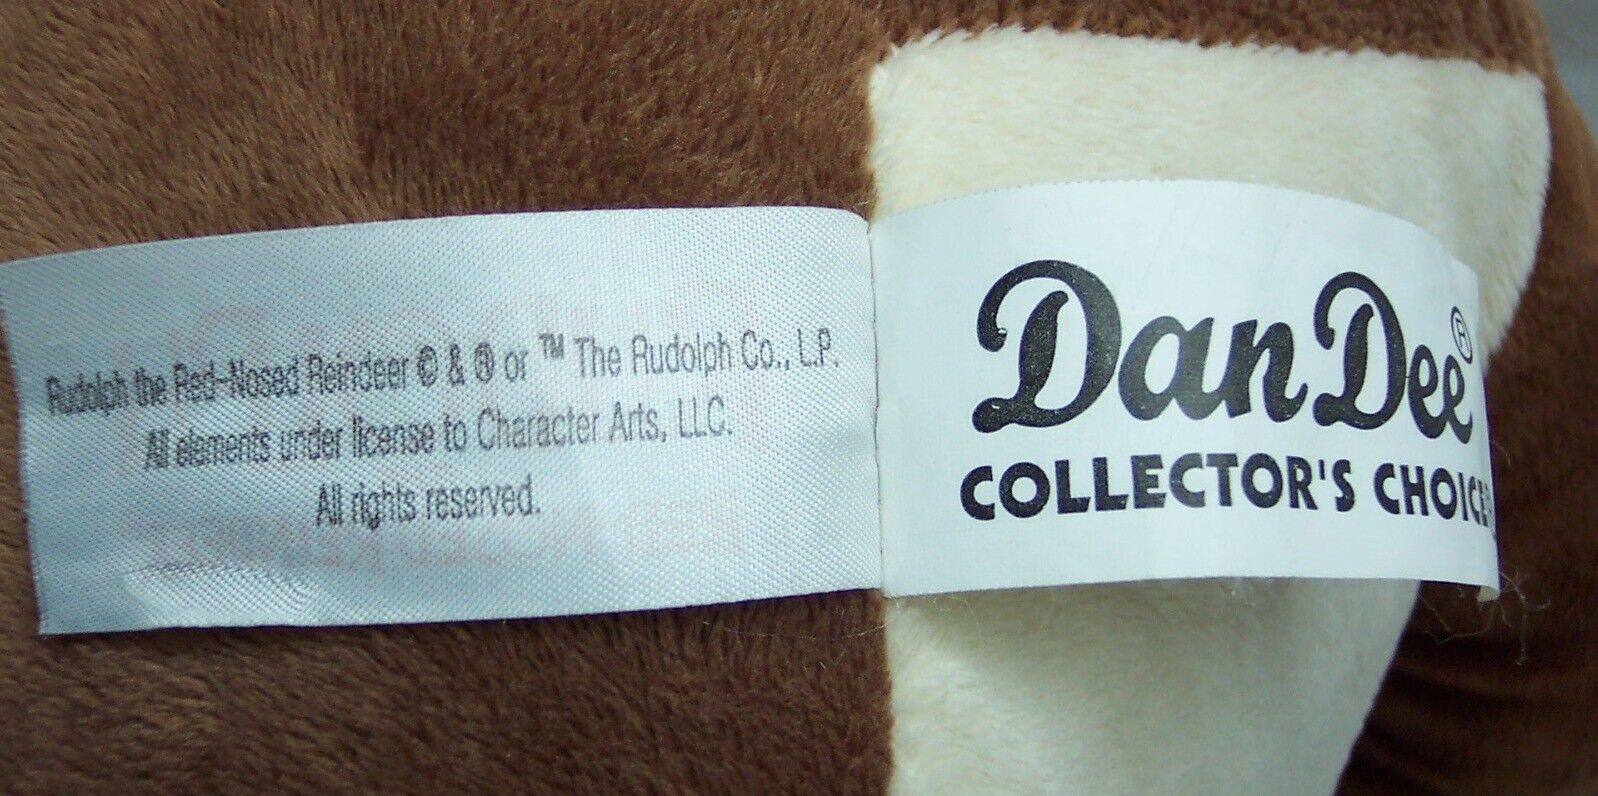 Rudolph the Red-Nosed Reindeer © & ® or ™ The Rudolph Co., L.P.
All elements under license to Character Arts, LLC.
All rights reserved.
DanDee®
COLLECTOR'S CHOICE